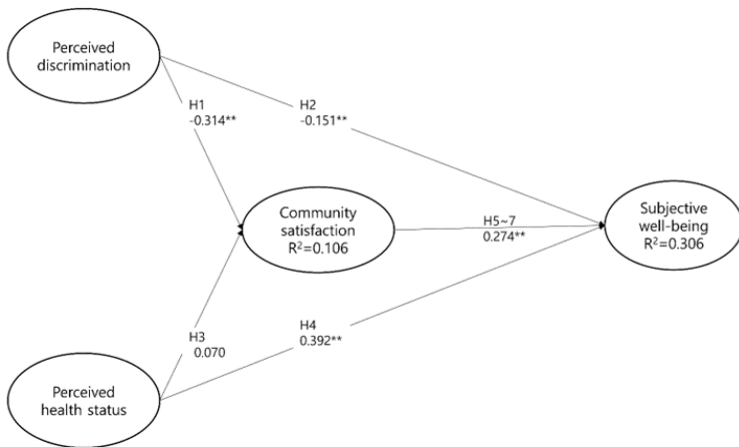 Perceived
discrimination
H1
-0.314**
H2
-0.151**
Community
satisfaction
R²=0.106
H5~7
0.274**
Subjective
well-being
R²=0.306
H3
0.070
H4
0.392**
Perceived
health status